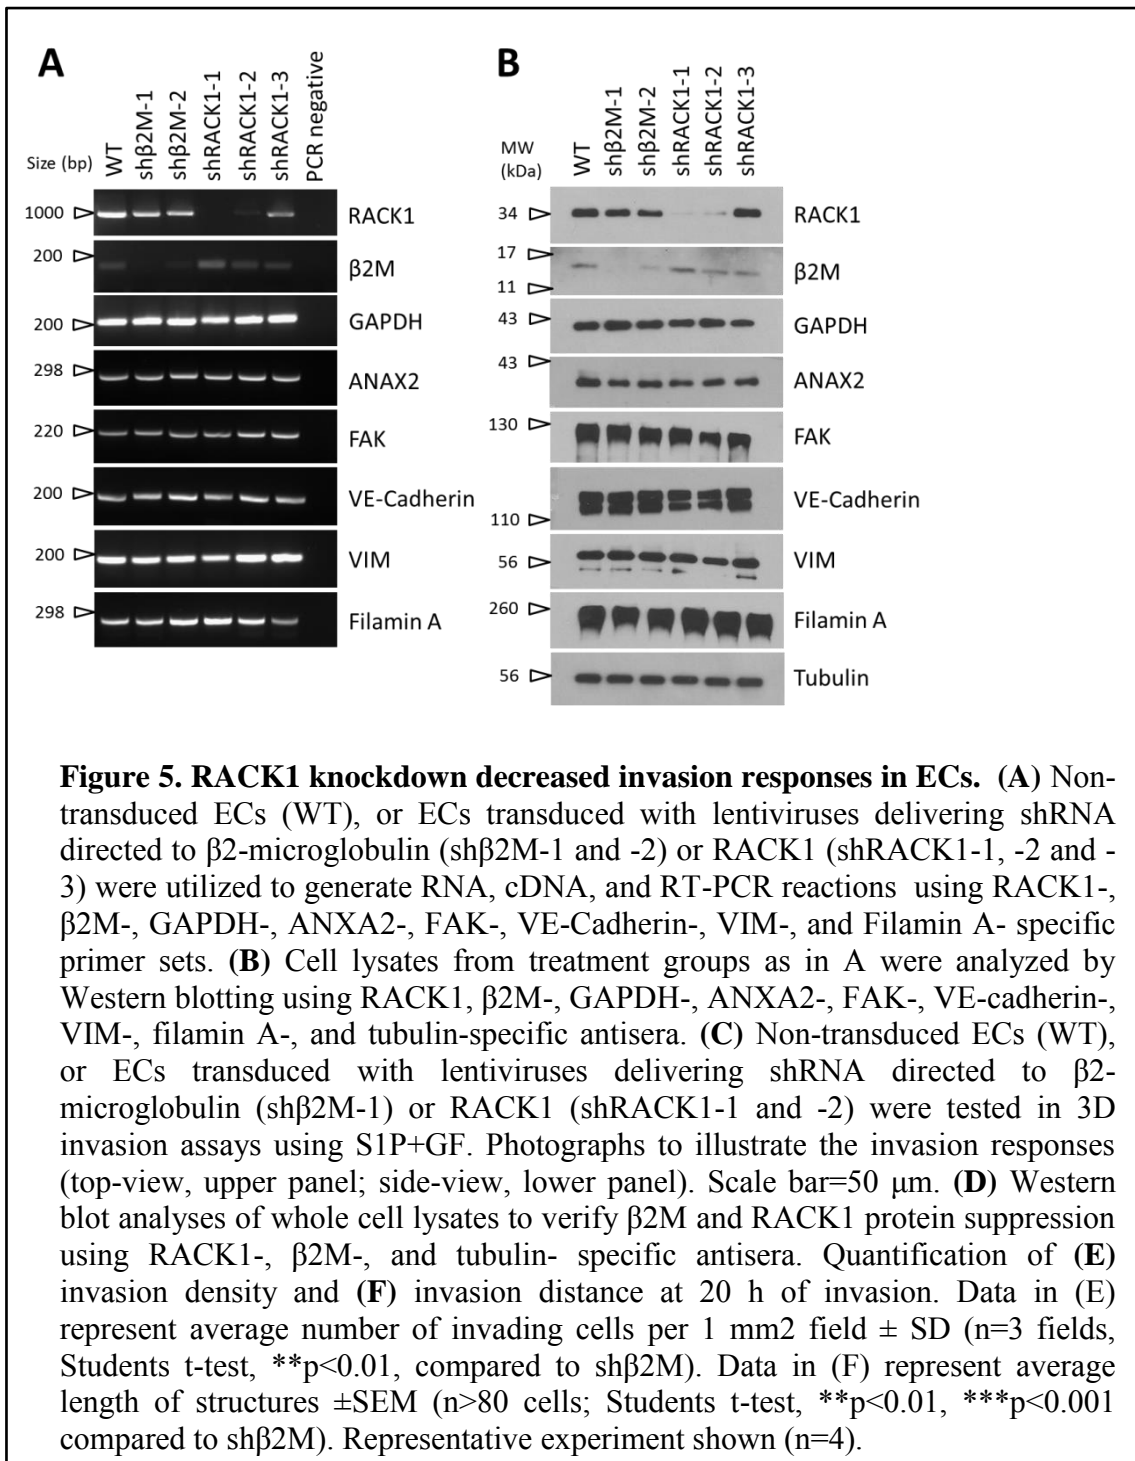 A
Size (bp)
WT
shβ2M-1
shβ2M-2
shRACK1-1
shRACK1-2
shRACK1-3
PCR negative
1000
RACK1
200
β2M
200
GAPDH
298
ANAX2
220
FAK
200
VE-Cadherin
200
VIM
298
Filamin A
B
MW
(kDa)
WT
shβ2M-1
shβ2M-2
shRACK1-1
shRACK1-2
shRACK1-3
34
RACK1
17
11
β2M
43
GAPDH
43
ANAX2
130
FAK
110
VE-Cadherin
56
VIM
260
Filamin A
56
Tubulin
Figure 5. RACK1 knockdown decreased invasion responses in ECs. (A) Non-
transduced ECs (WT), or ECs transduced with lentiviruses delivering shRNA
directed to β2-microglobulin (shβ2M-1 and -2) or RACK1 (shRACK1-1, -2 and -
3) were utilized to generate RNA, cDNA, and RT-PCR reactions using RACK1-,
β2M-, GAPDH-, ANXA2-, FAK-, VE-Cadherin-, VIM-, and Filamin A- specific
primer sets. (B) Cell lysates from treatment groups as in A were analyzed by
Western blotting using RACK1, β2M-, GAPDH-, ANXA2-, FAK-, VE-cadherin-,
VIM-, filamin A-, and tubulin-specific antisera. (C) Non-transduced ECs (WT),
or ECs transduced with lentiviruses delivering shRNA directed to β2-
microglobulin (shβ2M-1) or RACK1 (shRACK1-1 and -2) were tested in 3D
invasion assays using S1P+GF. Photographs to illustrate the invasion responses
(top-view, upper panel; side-view, lower panel). Scale bar=50 μm. (D) Western
blot analyses of whole cell lysates to verify β2M and RACK1 protein suppression
using RACK1-, β2M-, and tubulin- specific antisera. Quantification of (E)
invasion density and (F) invasion distance at 20 h of invasion. Data in (E)
represent average number of invading cells per 1 mm2 field ± SD (n=3 fields,
Students t-test, **p<0.01, compared to shβ2M). Data in (F) represent average
length of structures ±SEM (n>80 cells; Students t-test, **p<0.01, ***p<0.001
compared to shβ2M). Representative experiment shown (n=4).